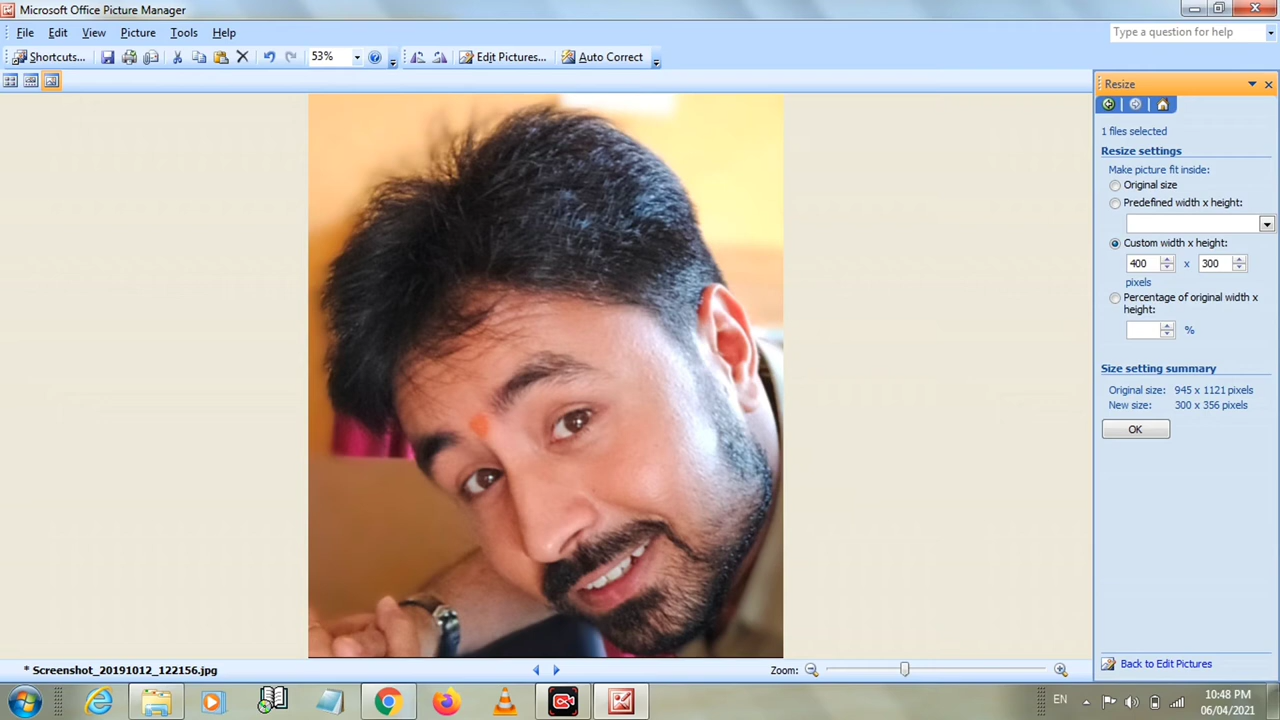 Microsoft Office Picture Manager
File Edit View Picture Tools Help
Type a question for help
Shortcuts...
53%
Edit Pictures...
Auto Correct
Resize
1 files selected
Resize settings
Make picture fit inside:
Original size
Predefined width x height:
Custom width x height:
400 x 300
pixels
Percentage of original width x
height:
%
Size setting summary
Original size: 945 x 1121 pixels
New size: 300 x 356 pixels
OK
Back to Edit Pictures
* Screenshot_20191012_122156.jpg
Zoom:
EN
10:48 PM
06/04/2021